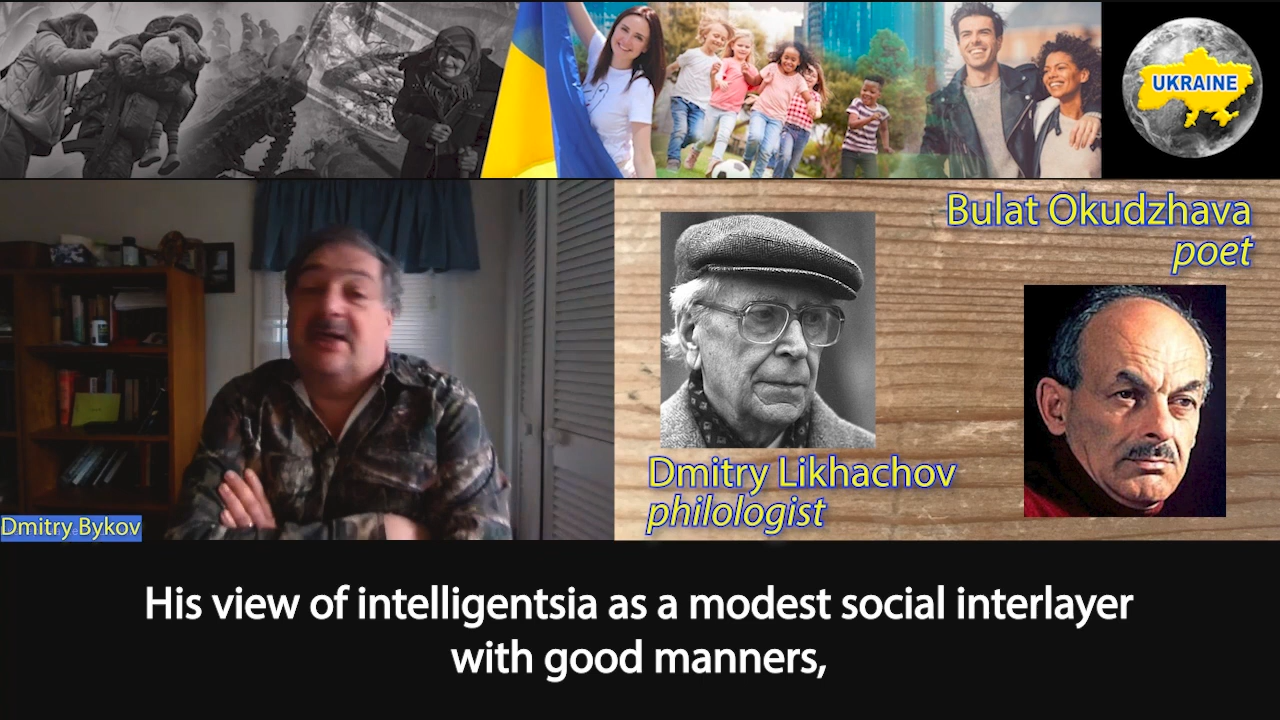 UKRAINE
Bulat Okudzhava
poet
Dmitry Likhachov
philologist
Dmitry Bykov
His view of intelligentsia as a modest social interlayer
with good manners,